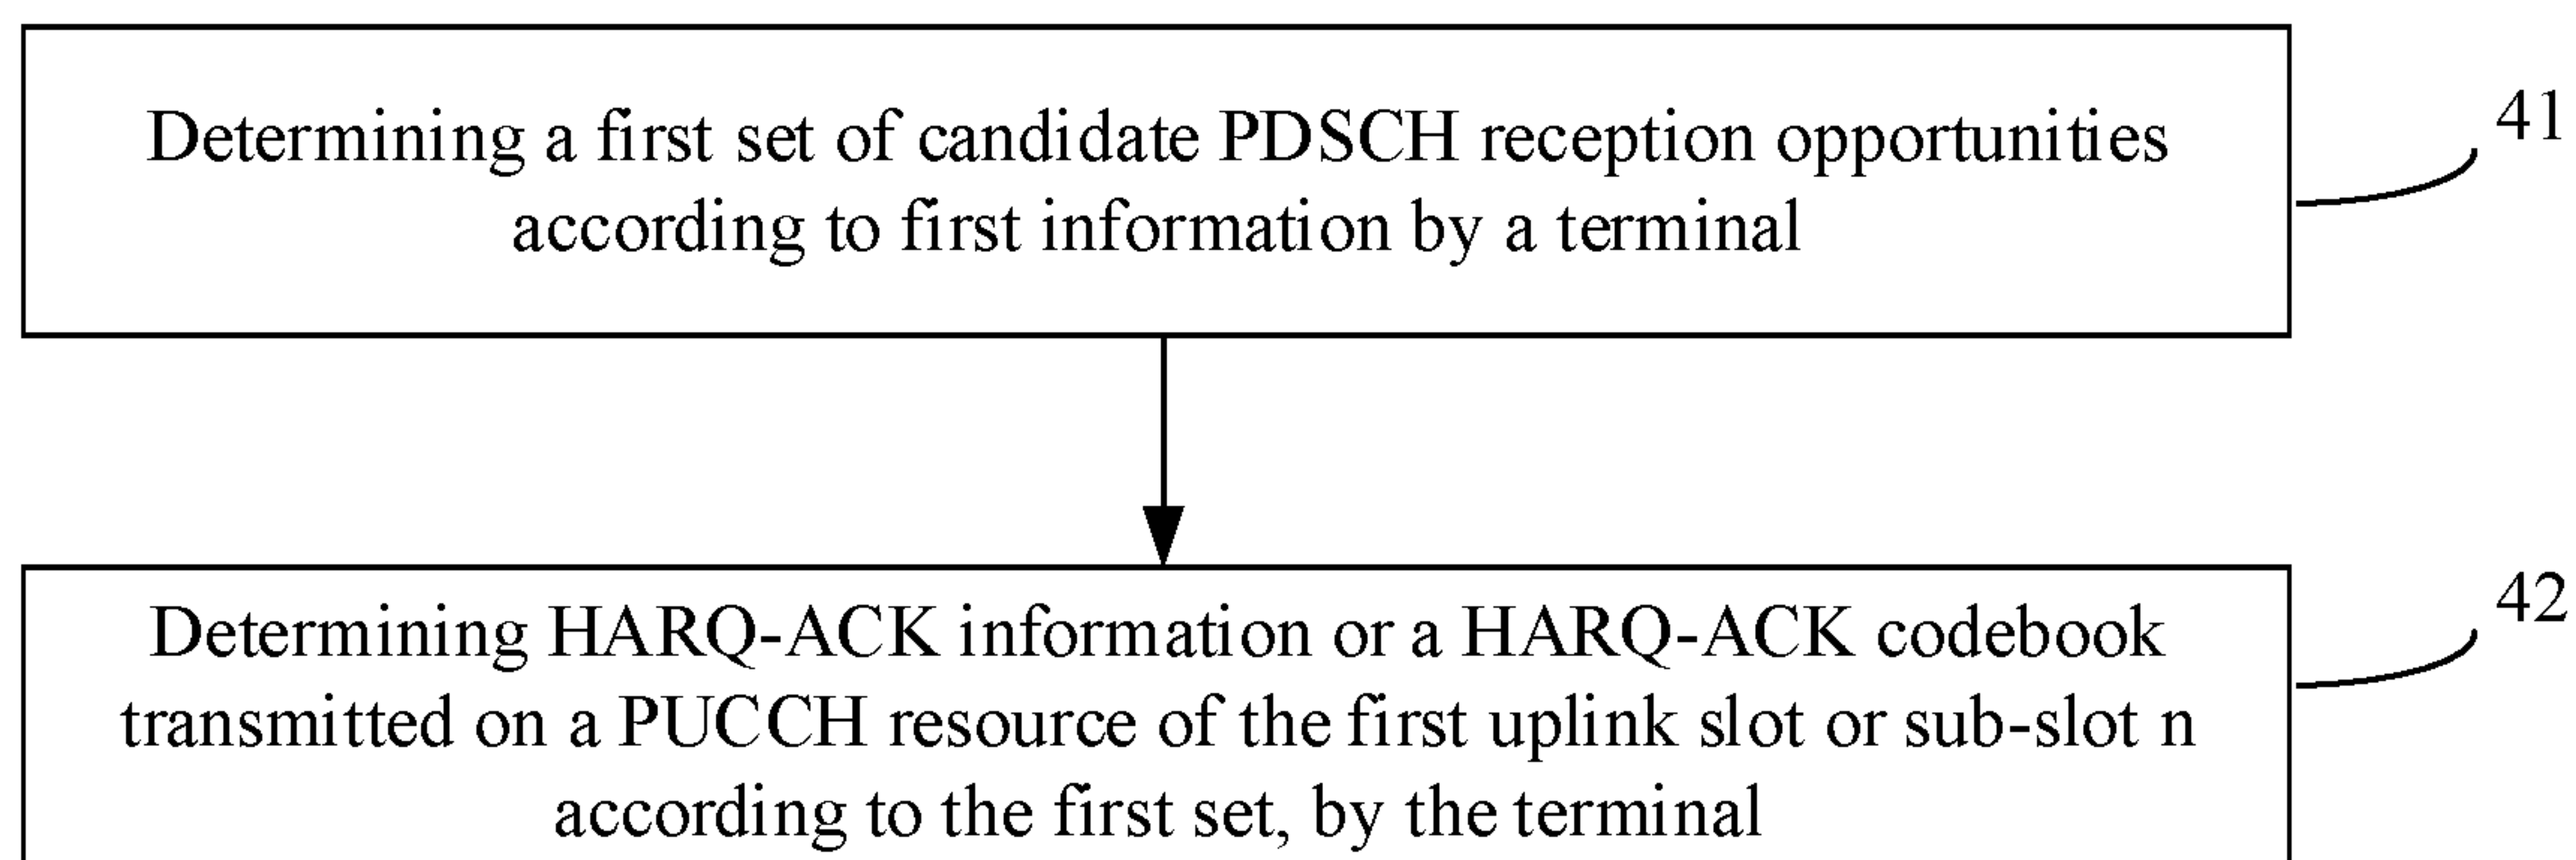 Determining a first set of candidate PDSCH reception opportunities
according to first information by a terminal
41
Determining HARQ-ACK information or a HARQ-ACK codebook
transmitted on a PUCCH resource of the first uplink slot or sub-slot n
according to the first set, by the terminal
42